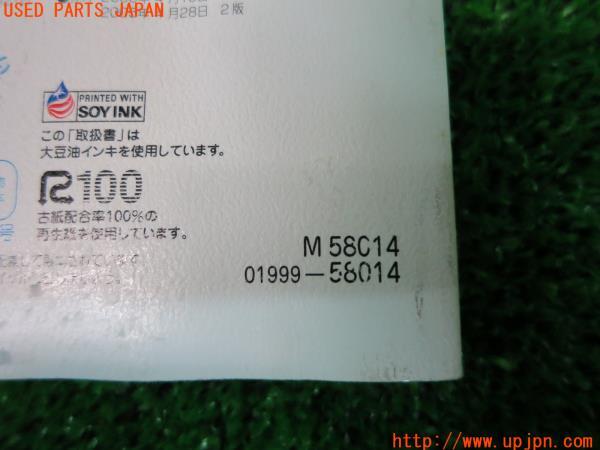 USED PARTS JAPAN
月28日 2版
PRINTED WITH
SOY INK
この「取扱書」は
大豆油インキを使用しています。
R100
古紙配合率100%の
再生紙を使用しています。
号
M 58014
01999-58014
http://www.upjpn.com/